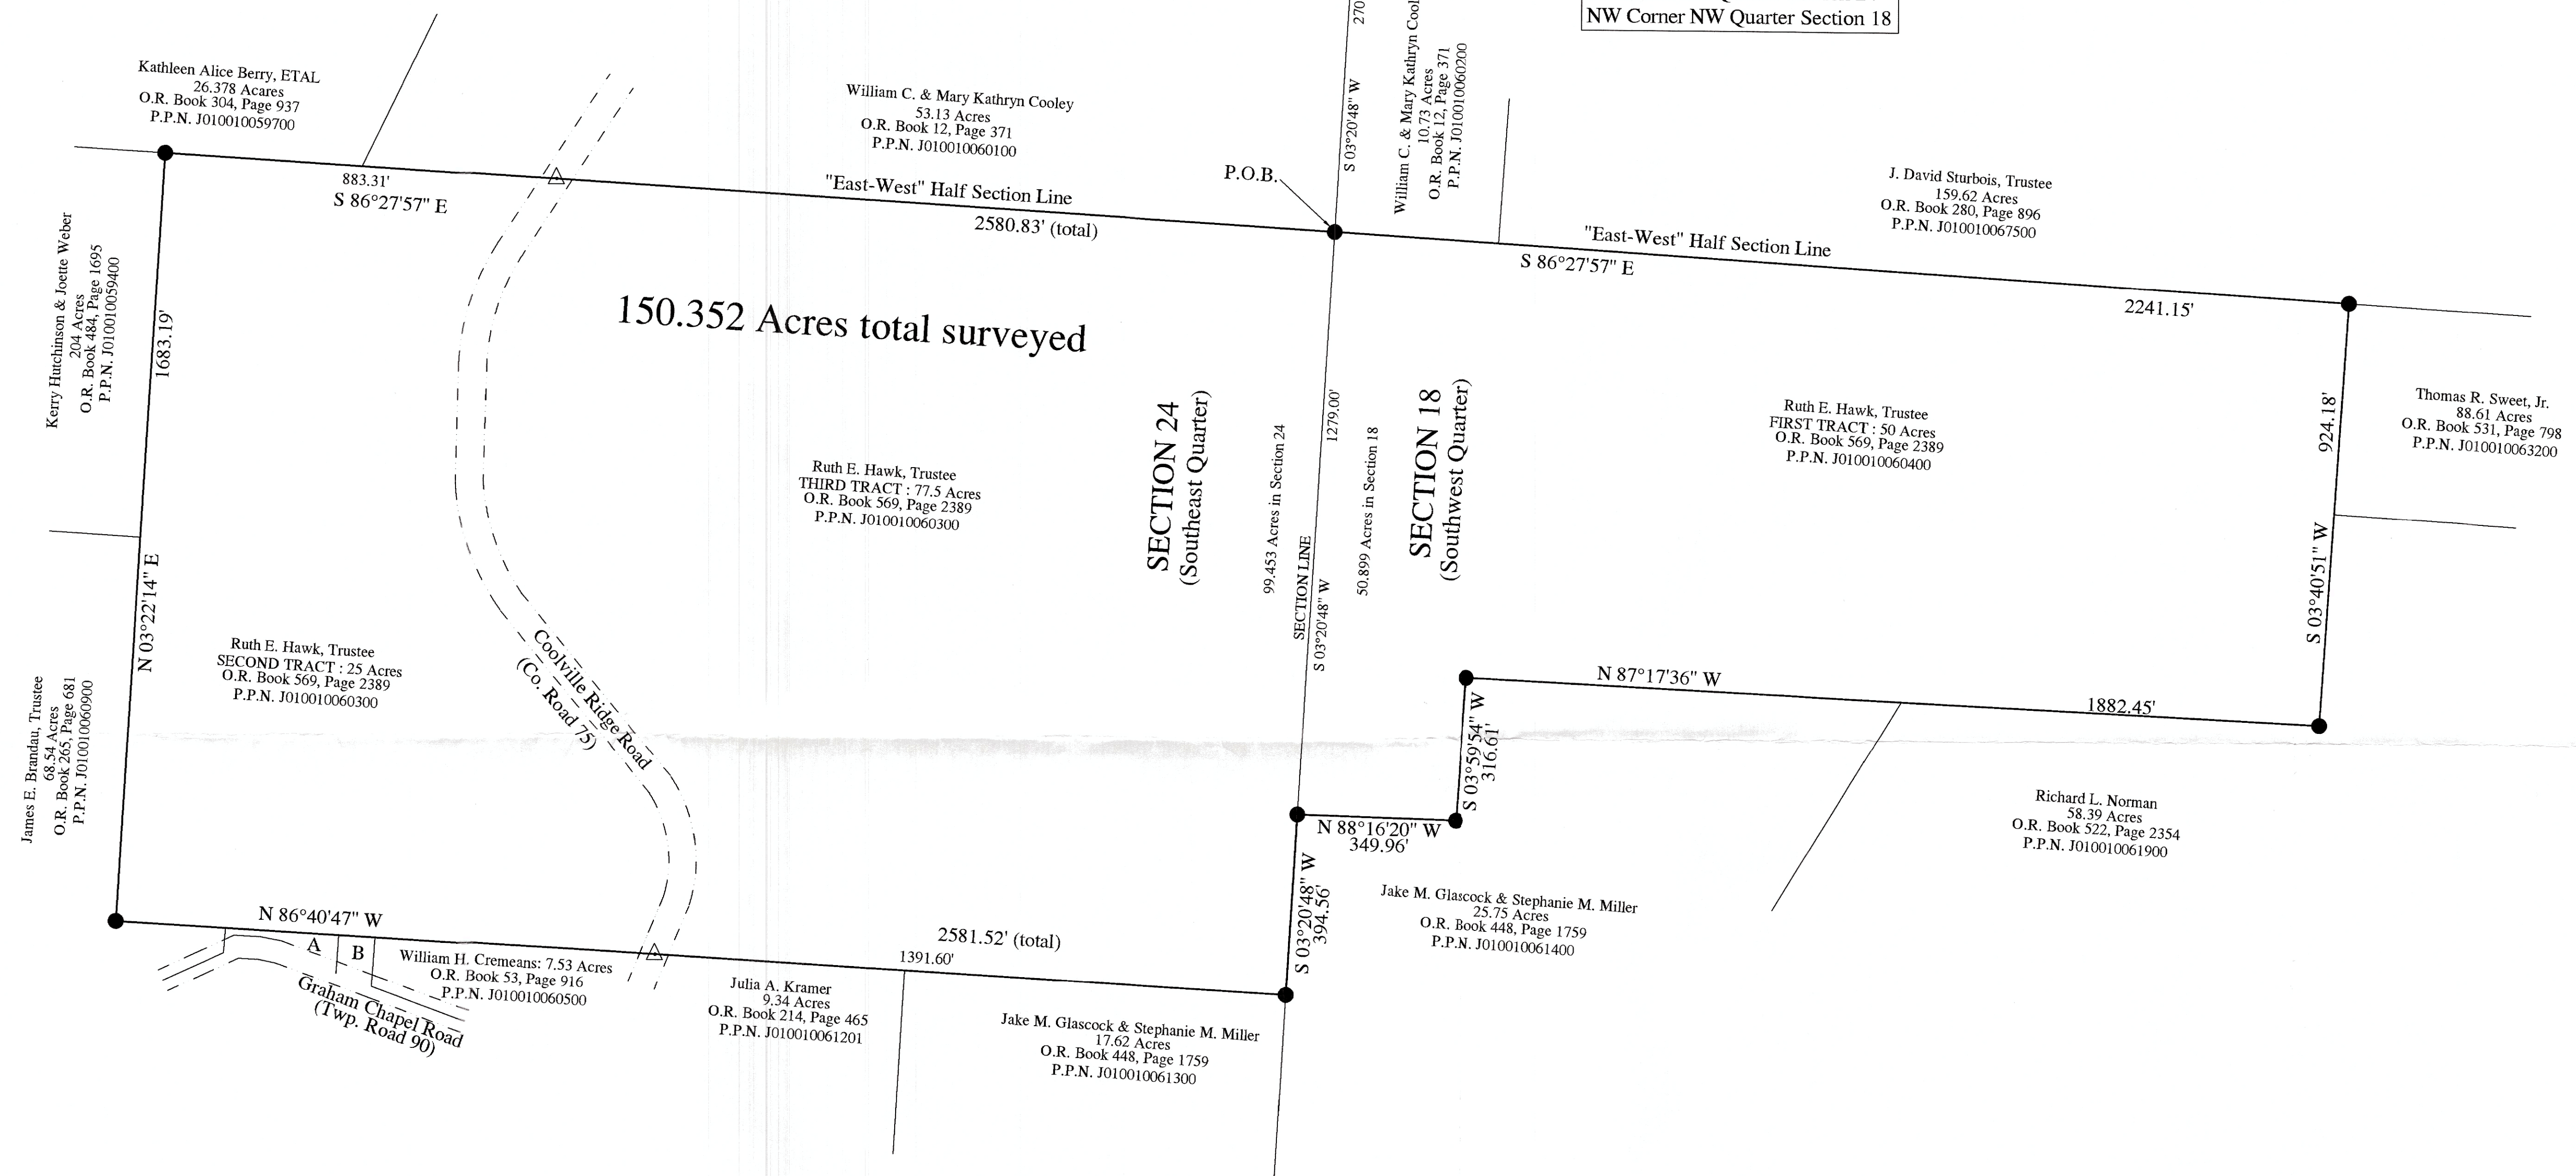 NW Corner NW Quarter Section 18
Kathleen Alice Berry, ETAL
26.378 Acares
O.R. Book 304, Page 937
P.P.N. J010010059700
William C. & Mary Kathryn Cooley
53.13 Acres
O.R. Book 12, Page 371
P.P.N. J010010060100
270
S 03°20'48" W
William C. & Mary Kathryn Cool
10.73 Acres
O.R. Book 12, Page 371
P.P.N. J010010060200
J. David Sturbois, Trustee
159.62 Acres
O.R. Book 280, Page 896
P.P.N. J010010067500
P.O.B.
883.31'
S 86°27'57" E
"East-West" Half Section Line
2580.83' (total)
"East-West" Half Section Line
S 86°27'57" E
2241.15'
Kerry Hutchinson & Joette Weber
204 Acres
O.R. Book 484, Page 1695
P.P.N. J010010059400
1683.19'
N 03°22'14" E
150.352 Acres total surveyed
Ruth E. Hawk, Trustee
THIRD TRACT : 77.5 Acres
O.R. Book 569, Page 2389
P.P.N. J010010060300
SECTION 24
(Southeast Quarter)
99.453 Acres in Section 24
SECTION LINE
1279.00'
S 03°20'48" W
50.899 Acres in Section 18
SECTION 18
(Southwest Quarter)
Ruth E. Hawk, Trustee
FIRST TRACT : 50 Acres
O.R. Book 569, Page 2389
P.P.N. J010010060400
924.18'
S 03°40'51" W
Thomas R. Sweet, Jr.
88.61 Acres
O.R. Book 531, Page 798
P.P.N. J010010063200
Ruth E. Hawk, Trustee
SECOND TRACT : 25 Acres
O.R. Book 569, Page 2389
P.P.N. J010010060300
Coolville Ridge Road
(Co. Road 75)
James E. Brandau, Trustee
68.54 Acres
O.R. Book 265, Page 681
P.P.N. J010010060900
N 87°17'36" W
1882.45'
S 03°59'54" W
316.61'
N 88°16'20" W
349.96'
S 03°20'48" W
394.56'
Richard L. Norman
58.39 Acres
O.R. Book 522, Page 2354
P.P.N. J010010061900
Jake M. Glascock & Stephanie M. Miller
25.75 Acres
O.R. Book 448, Page 1759
P.P.N. J010010061400
N 86°40'47" W
2581.52' (total)
1391.60'
A
B
William H. Cremeans: 7.53 Acres
O.R. Book 53, Page 916
P.P.N. J010010060500
Graham Chapel Road
(Twp. Road 90)
Julia A. Kramer
9.34 Acres
O.R. Book 214, Page 465
P.P.N. J010010061201
Jake M. Glascock & Stephanie M. Miller
17.62 Acres
O.R. Book 448, Page 1759
P.P.N. J010010061300